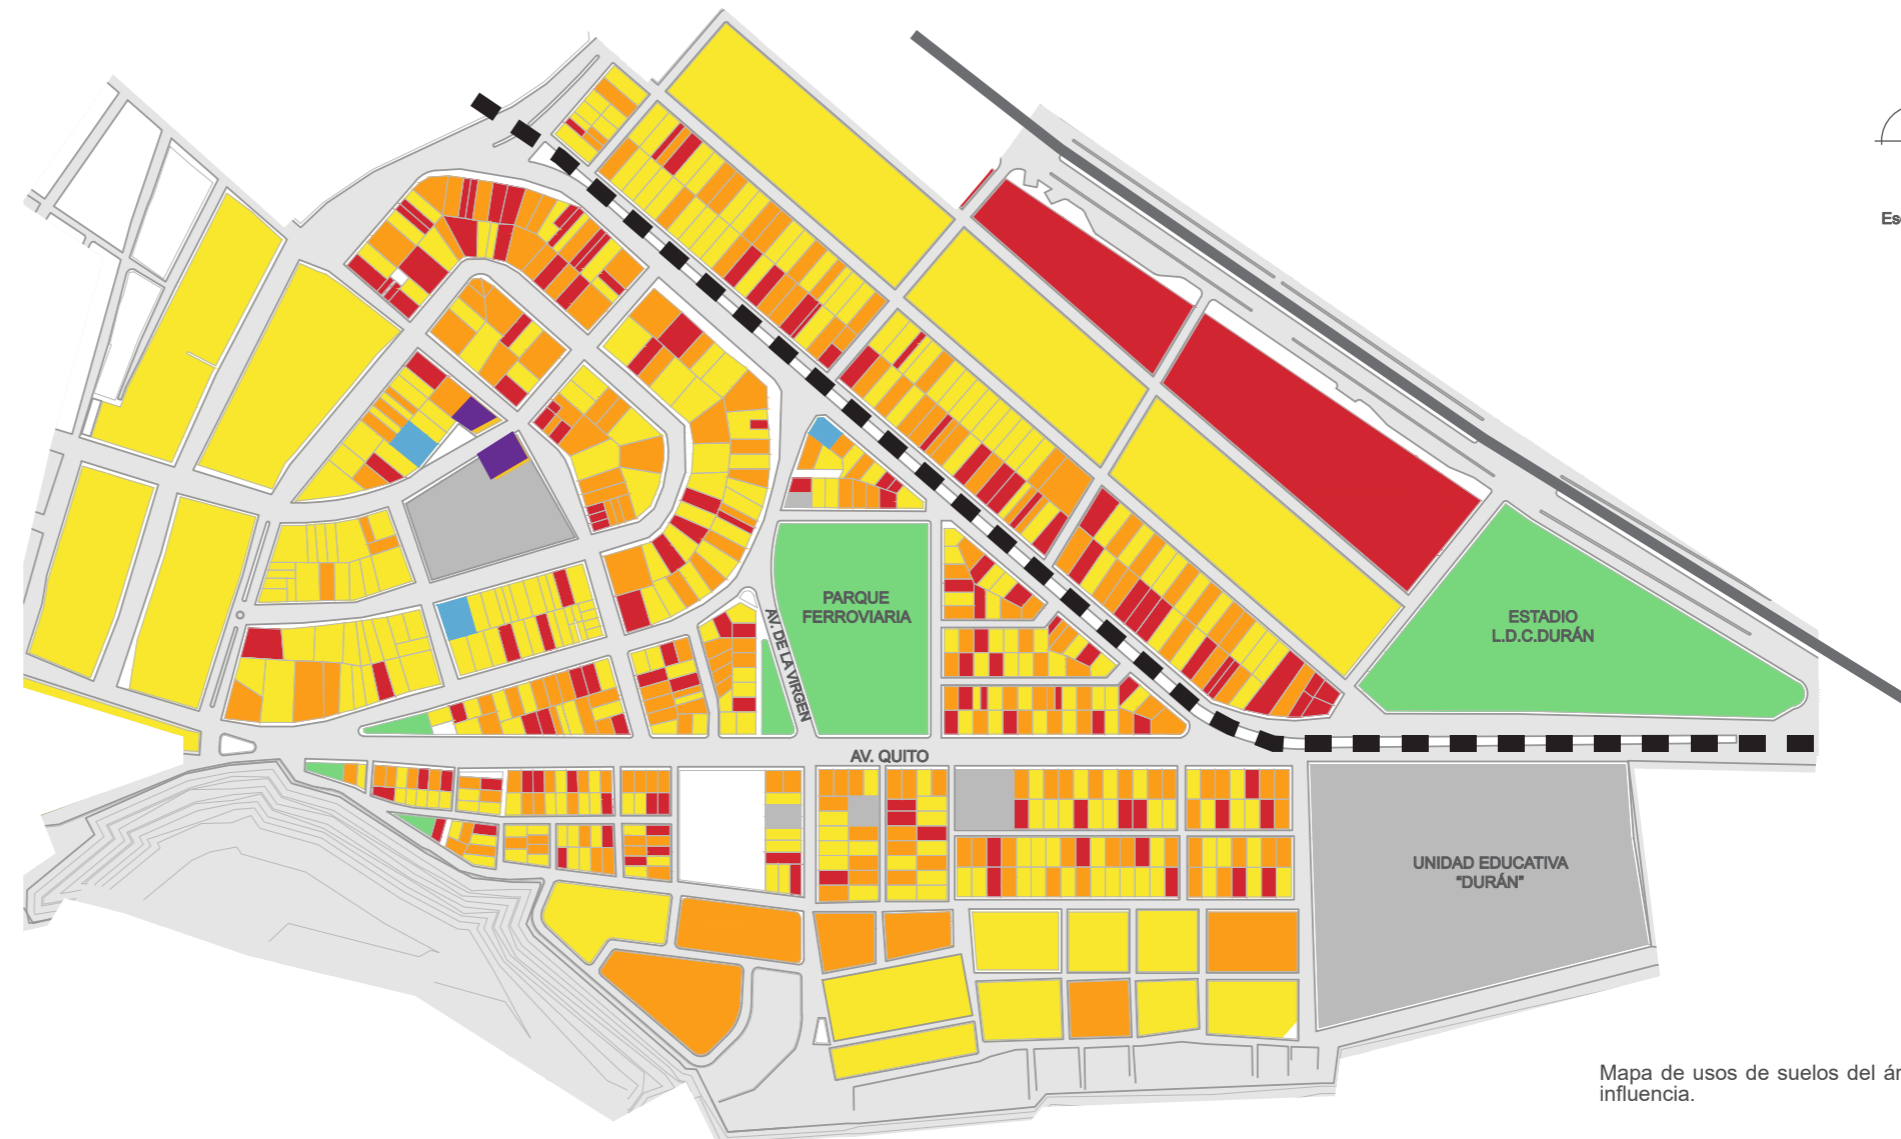 Es
PARQUE
FERROVIARIA
AV. DE LA VIRGEN
ESTADIO
L.D.C.DURÁN
AV. QUITO
UNIDAD EDUCATIVA
"DURÁN"
Mapa de usos de suelos del ár
influencia.